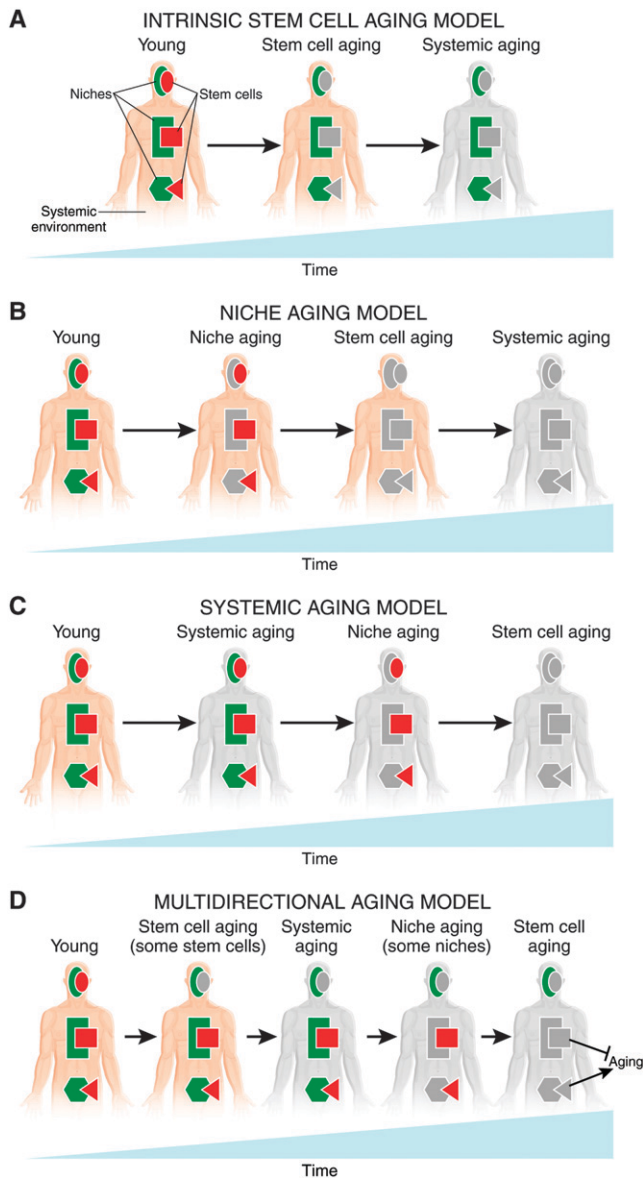 A
INTRINSIC STEM CELL AGING MODEL
Young
Stem cell aging
Systemic aging
Niches
Stem cells
Systemic
environment
Time
B
NICHE AGING MODEL
Young
Niche aging
Stem cell aging
Systemic aging
Time
C
SYSTEMIC AGING MODEL
Young
Systemic aging
Niche aging
Stem cell aging
Time
D
MULTIDIRECTIONAL AGING MODEL
Young
Stem cell aging
(some stem cells)
Systemic
aging
Niche aging
(some niches)
Stem cell
aging
Aging
Time